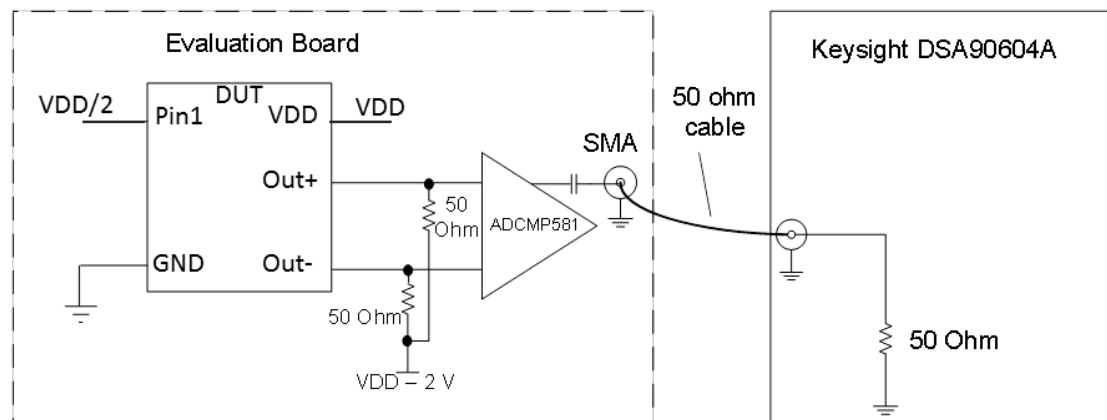 Evaluation Board
Keysight DSA90604A
DUT
VDD/2
Pin1
VDD
VDD
50 ohm
cable
SMA
Out+
50
Ohm
ADCMP581
GND
Out-
50 Ohm
50 Ohm
VDD – 2 V